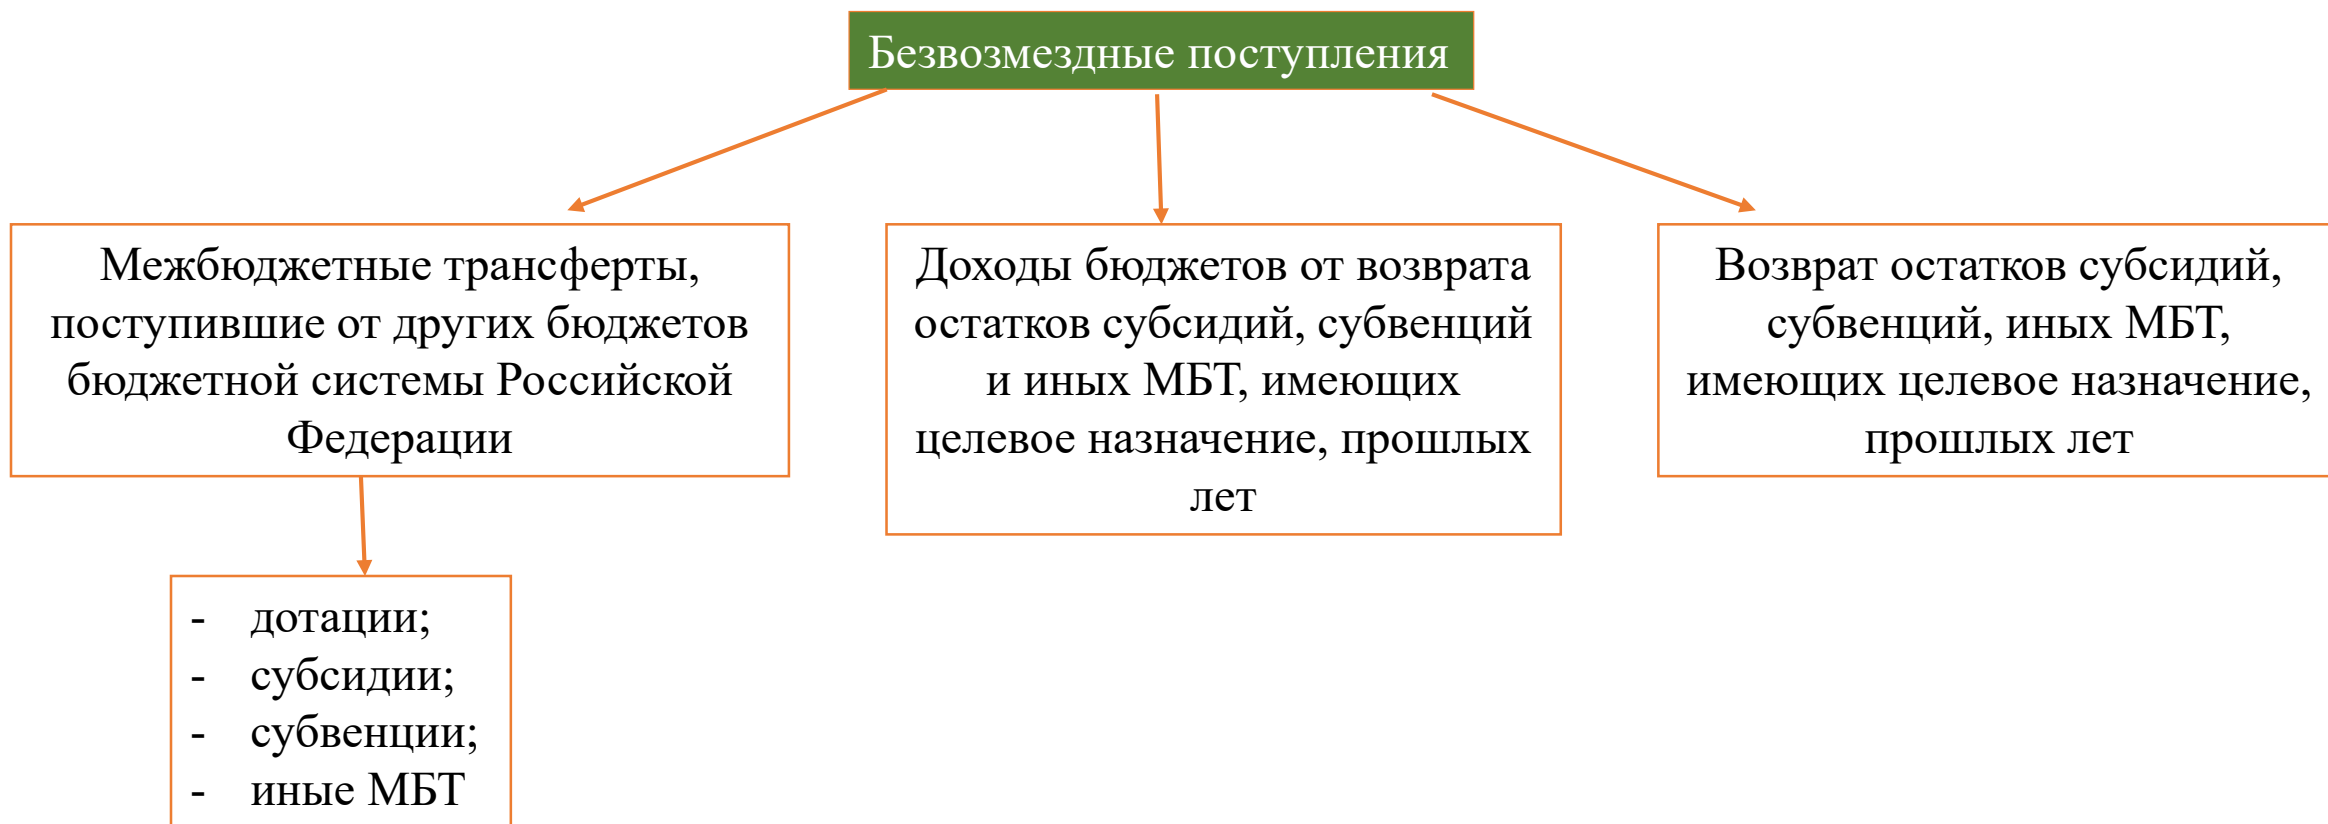 Безвозмездные поступления
Межбюджетные трансферты,
поступившие от других бюджетов
бюджетной системы Российской
Федерации
Доходы бюджетов от возврата
остатков субсидий, субвенций
и иных МБТ, имеющих
целевое назначение, прошлых
лет
Возврат остатков субсидий,
субвенций, иных МБТ,
имеющих целевое назначение,
прошлых лет
- дотации;
- субсидии;
- субвенции;
- иные МБТ